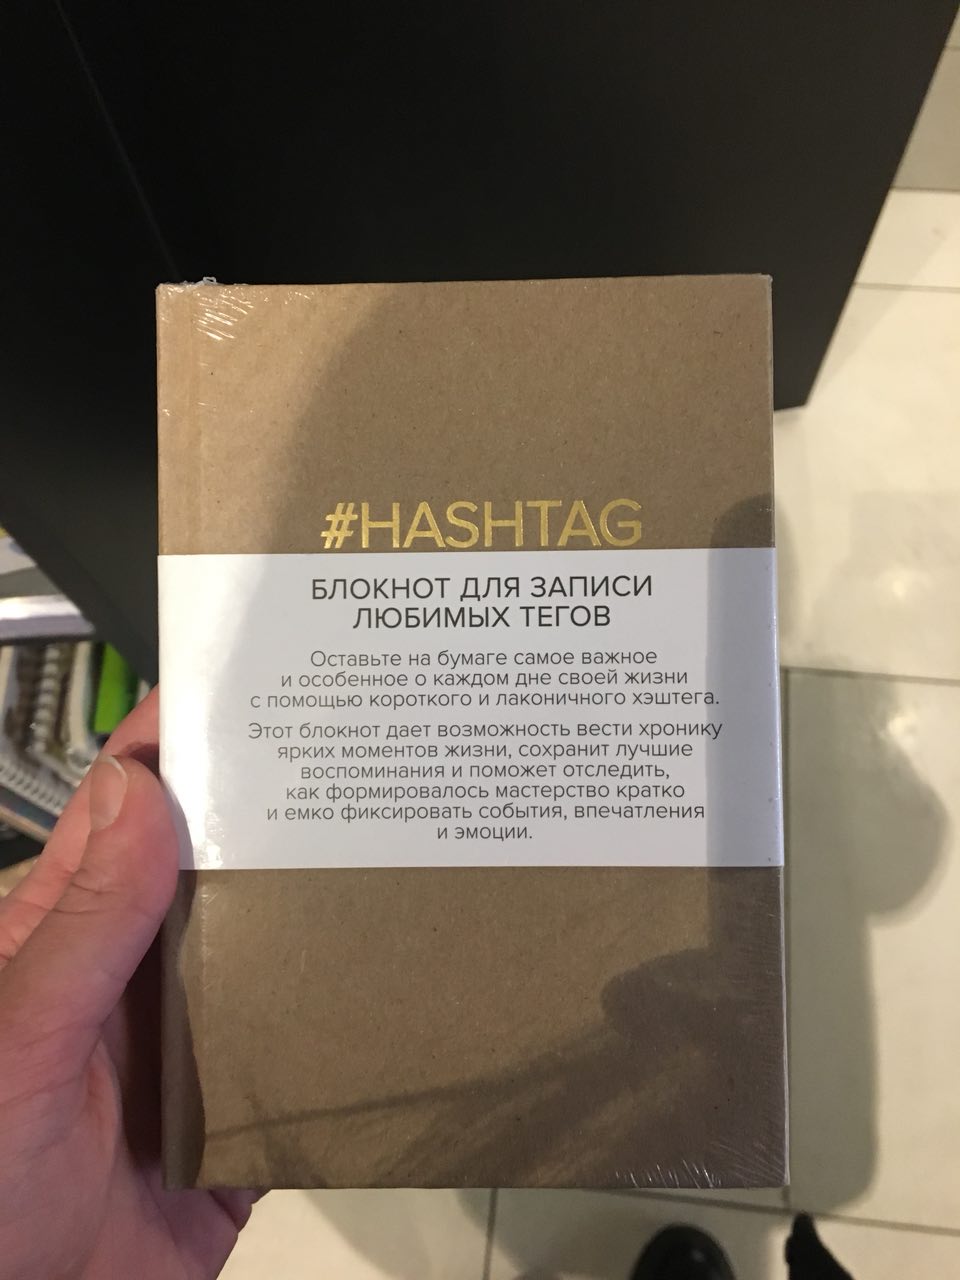 #HASHTAG
БЛОКНОТ ДЛЯ ЗАПИСИ
ЛЮБИМЫХ ТЕГОВ
Оставьте на бумаге самое важное
и особенное о каждом дне своей жизни
с помощью короткого и лаконичного хэштега.
Этот блокнот дает возможность вести хронику
ярких моментов жизни, сохранит лучшие
воспоминания и поможет отследить,
как формировалось мастерство кратко
и емко фиксировать события, впечатления
и эмоции.